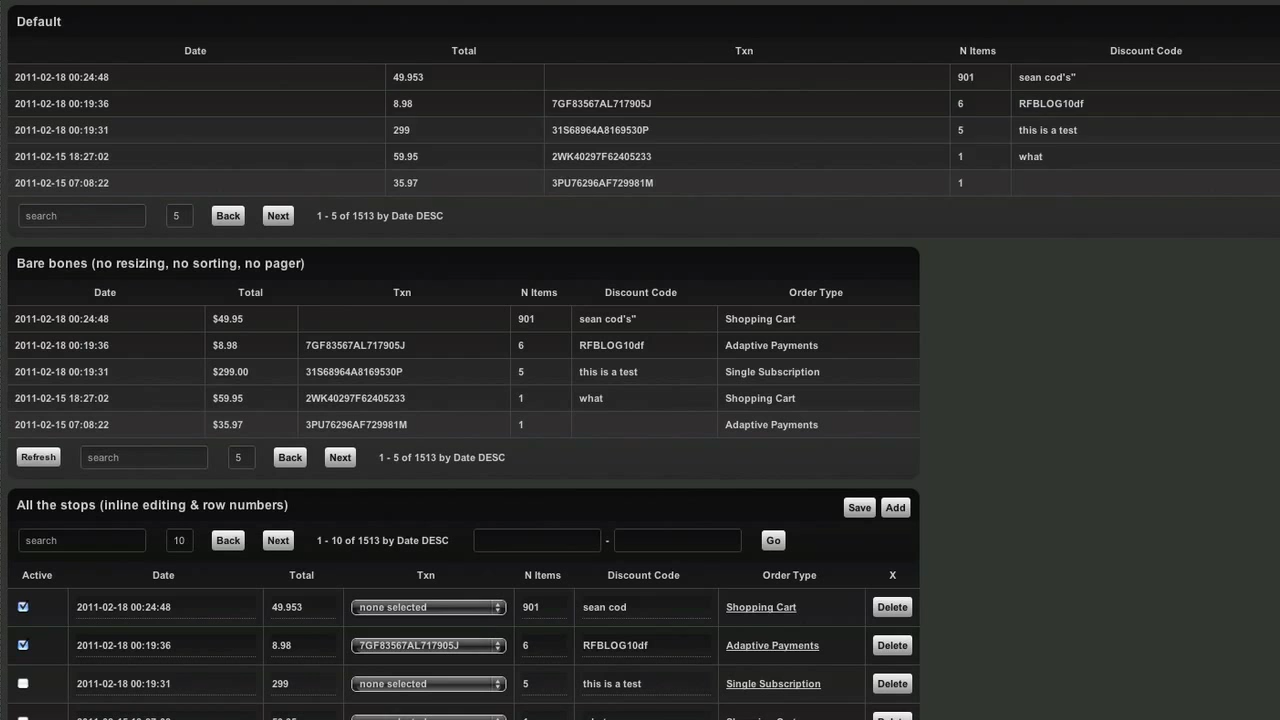 Default
Date Total Txn N Items Discount Code
2011-02-18 00:24:48 49.953 901 sean cod's"
2011-02-18 00:19:36 8.98 7GF83567AL717905J 6 RFBLOG10df
2011-02-18 00:19:31 299 31S68964A8169530P 5 this is a test
2011-02-15 18:27:02 59.95 2WK40297F62405233 1 what
2011-02-15 07:08:22 35.97 3PU76296AF729981M 1
search 5 Back Next 1 - 5 of 1513 by Date DESC
Bare bones (no resizing, no sorting, no pager)
Date Total Txn N Items Discount Code Order Type
2011-02-18 00:24:48 $49.95 901 sean cod's" Shopping Cart
2011-02-18 00:19:36 $8.98 7GF83567AL717905J 6 RFBLOG10df Adaptive Payments
2011-02-18 00:19:31 $299.00 31S68964A8169530P 5 this is a test Single Subscription
2011-02-15 18:27:02 $59.95 2WK40297F62405233 1 what Shopping Cart
2011-02-15 07:08:22 $35.97 3PU76296AF729981M 1 Adaptive Payments
Refresh search 5 Back Next 1 - 5 of 1513 by Date DESC
All the stops (inline editing & row numbers) Save Add
search 10 Back Next 1 - 10 of 1513 by Date DESC - Go
Active Date Total Txn N Items Discount Code Order Type X
2011-02-18 00:24:48 49.953 none selected 901 sean cod Shopping Cart Delete
2011-02-18 00:19:36 8.98 7GF83567AL717905J 6 RFBLOG10df Adaptive Payments Delete
2011-02-18 00:19:31 299 none selected 5 this is a test Single Subscription Delete